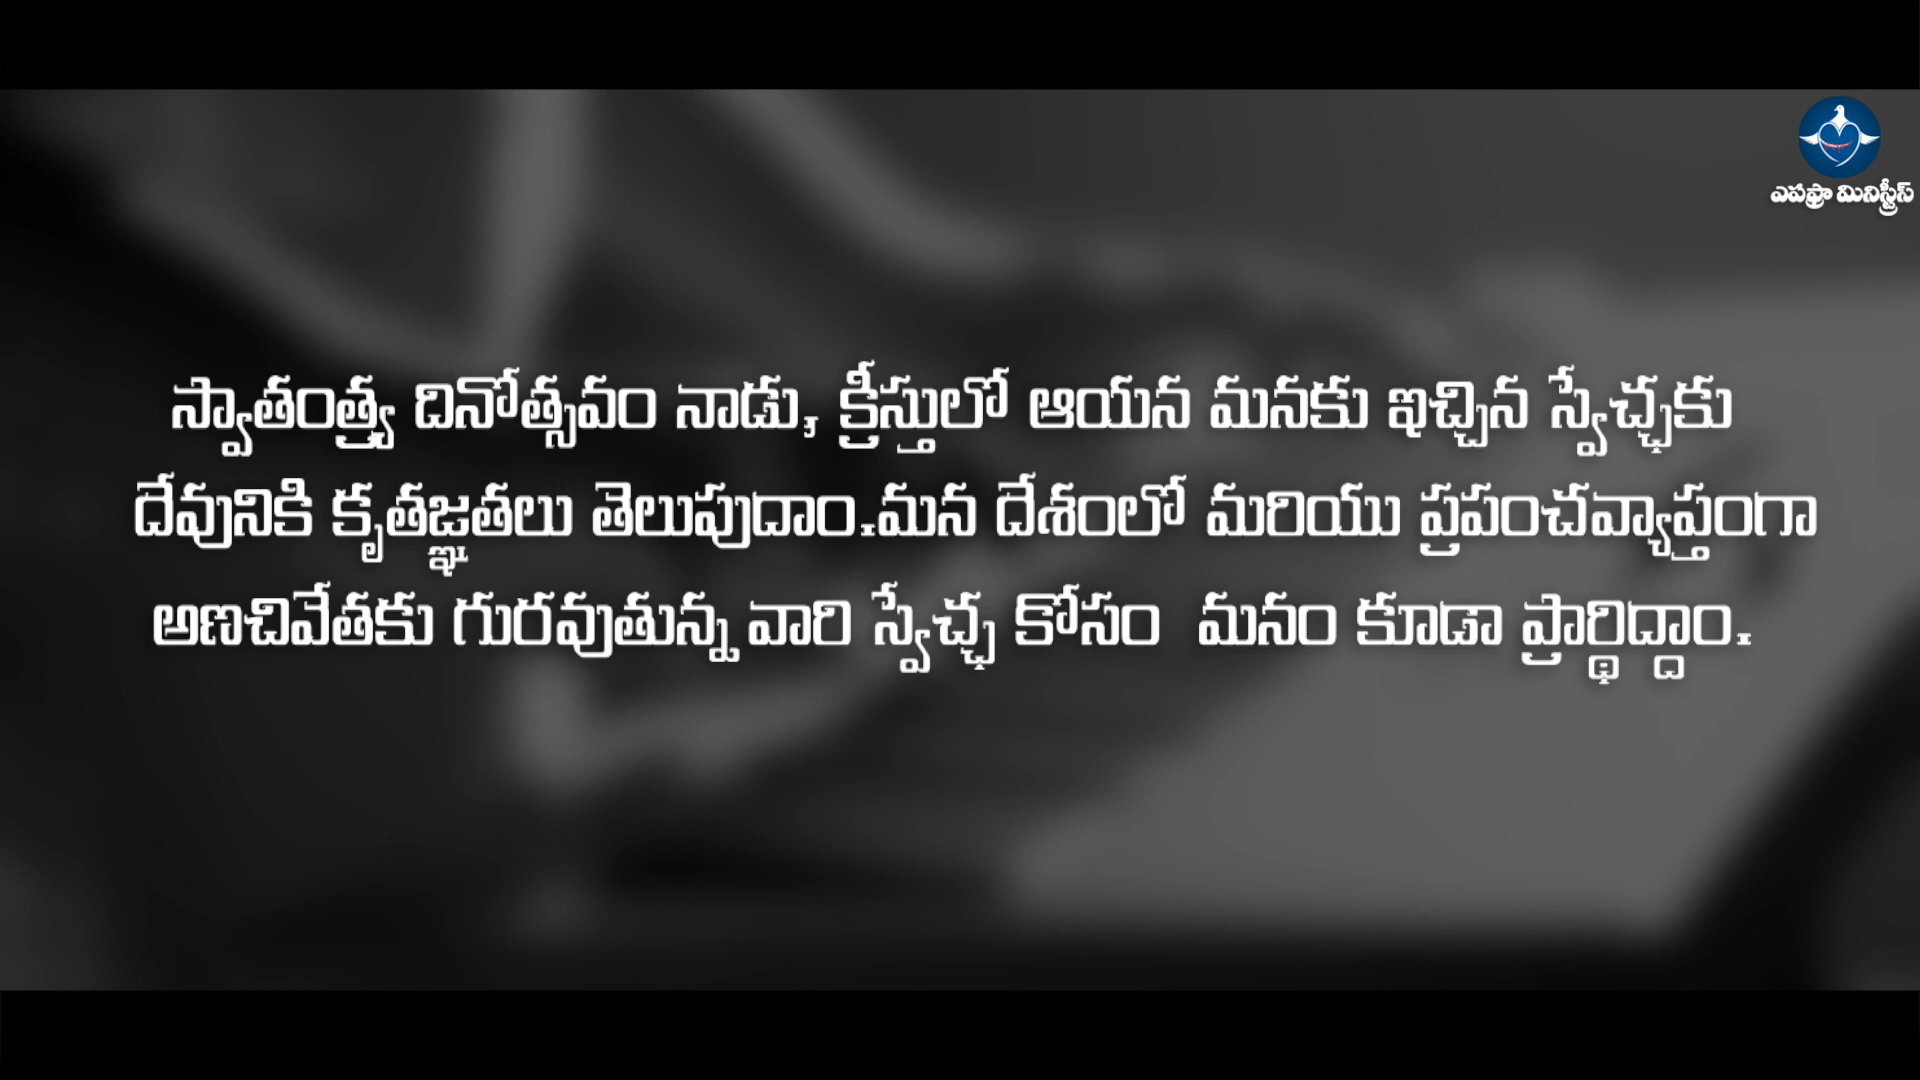 ఎపఫ్రా మినిస్ట్రీస్
స్వాతంత్ర్య దినోత్సవం నాడు, క్రీస్తులో ఆయన మనకు ఇచ్చిన స్వేచ్ఛకు
దేవునికి కృతజ్ఞతలు తెలుపుదాం.మన దేశంలో మరియు ప్రపంచవ్యాప్తంగా
అణచివేతకు గురవుతున్న వారి స్వేచ్ఛ కోసం మనం కూడా ప్రార్థిద్దాం.